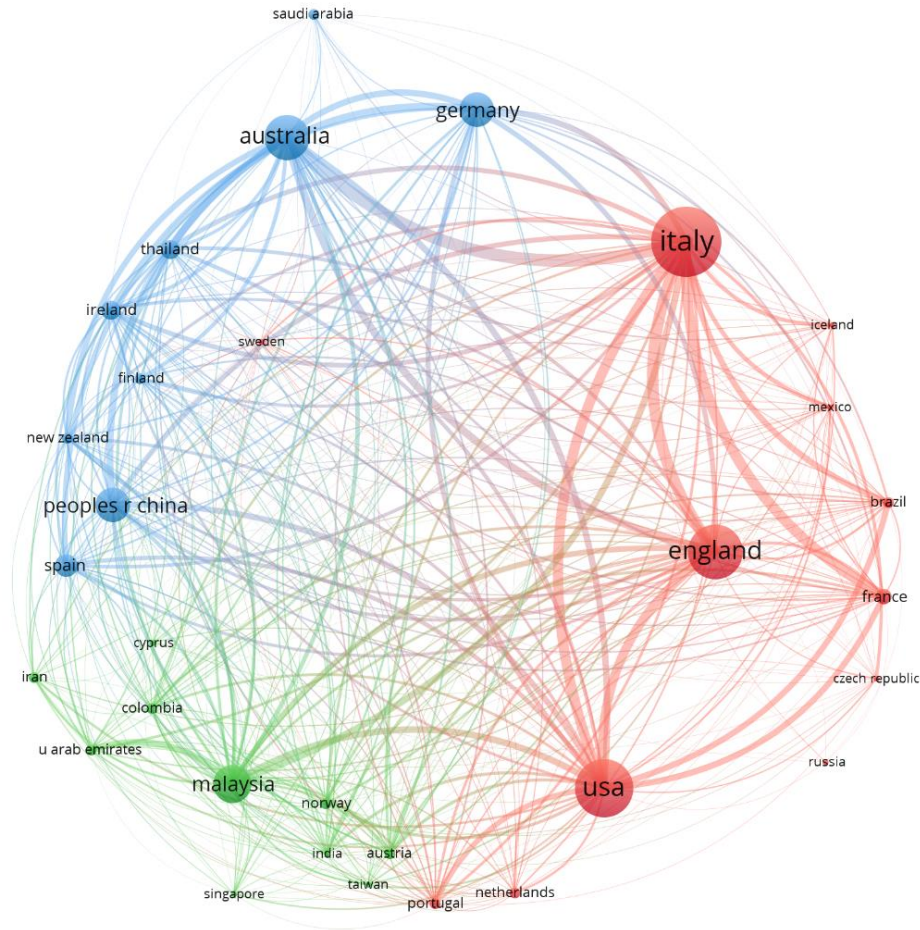 saudi arabia
germany
australia
italy
thailand
ireland
iceland
sweden
finland
mexico
new zealand
peoples r china
brazil
england
spain
france
cyprus
iran
czech republic
colombia
u arab emirates
russia
malaysia
usa
norway
india
austria
taiwan
singapore
netherlands
portugal